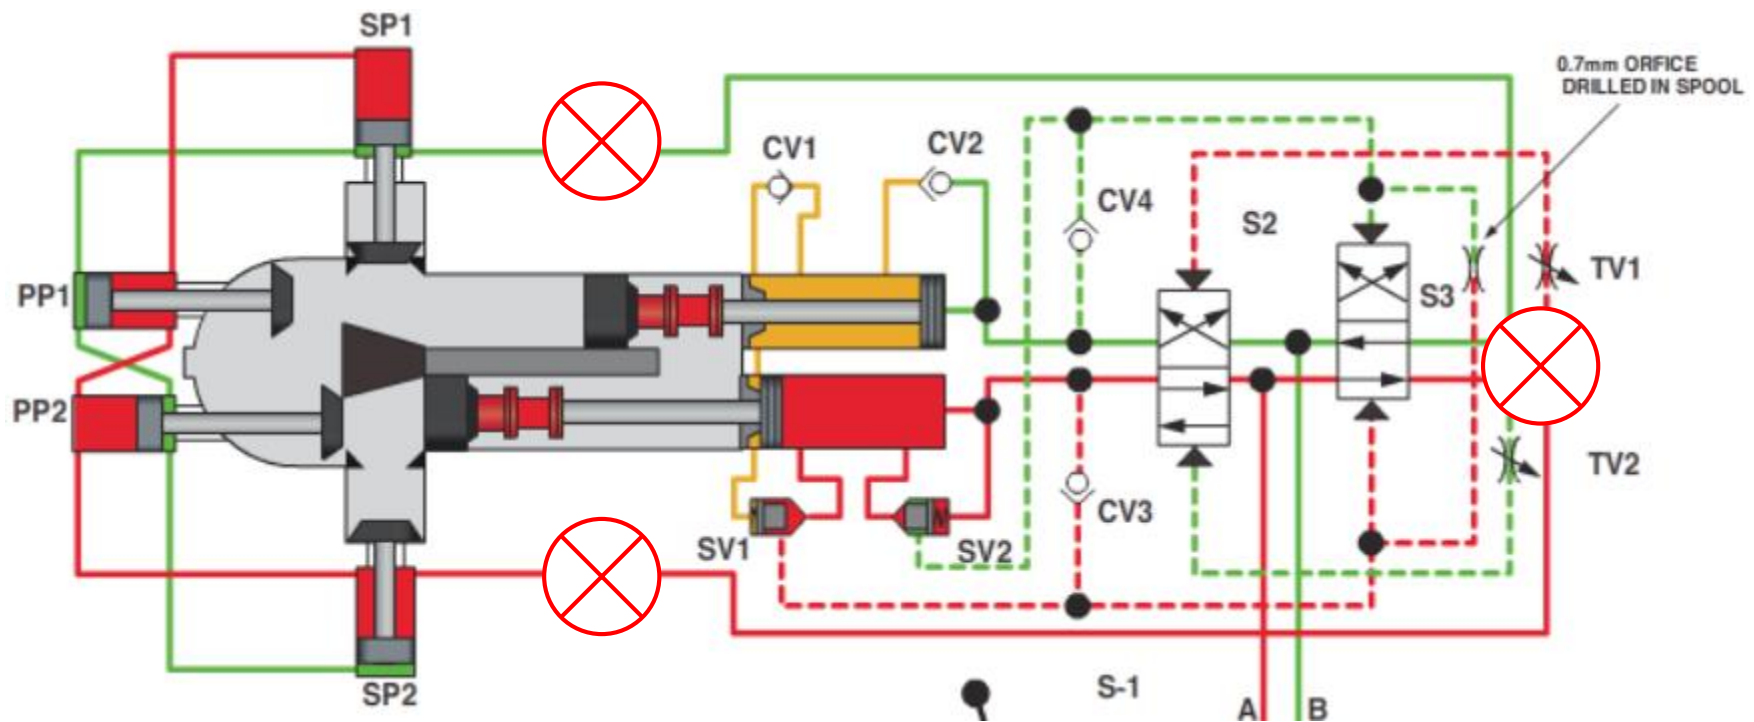 SP1
0.7mm ORFICE
DRILLED IN SPOOL
CV1
CV2
CV4
S2
PP1
S3
TV1
PP2
TV2
CV3
SV1
SV2
SP2
S-1
A
B